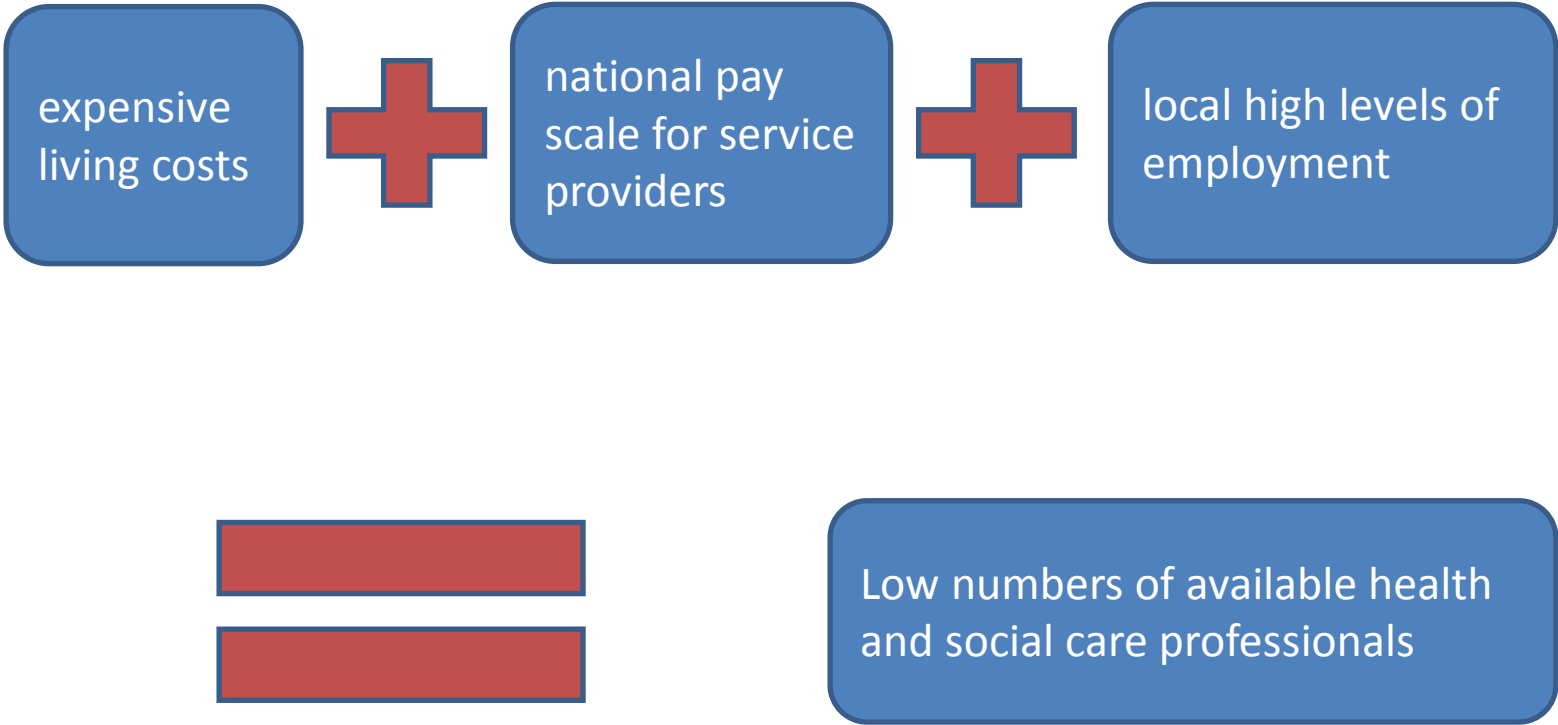 expensive
living costs
national pay
scale for service
providers
local high levels of
employment
Low numbers of available health
and social care professionals